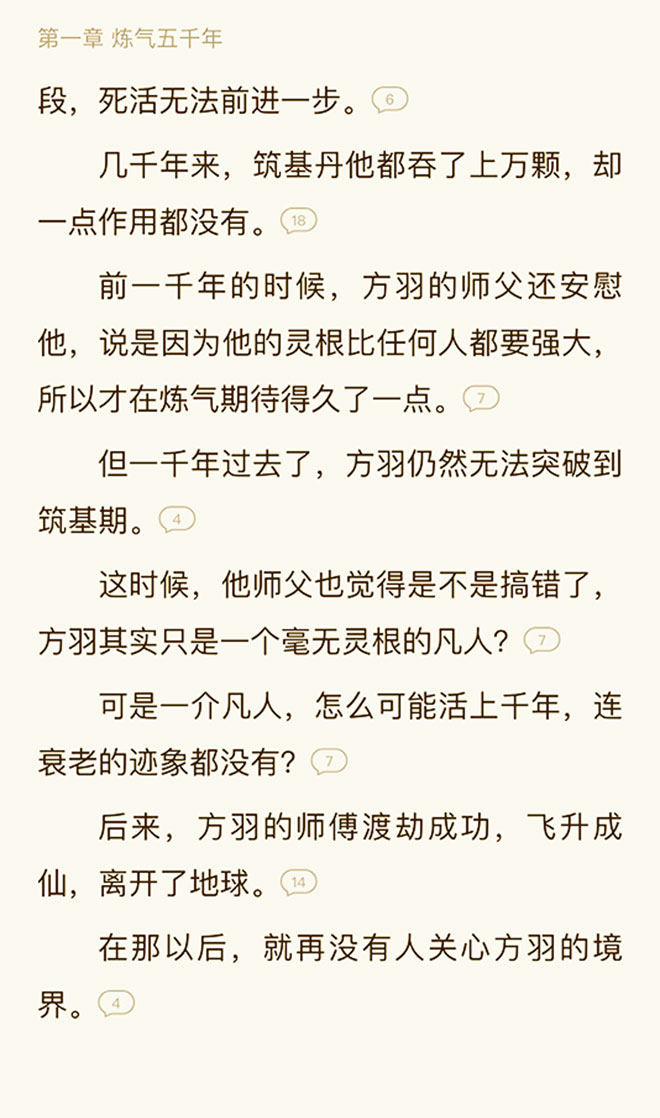 第一章 炼气五千年
段，死活无法前进一步。 6
几千年来，筑基丹他都吞了上万颗，却
一点作用都没有。 18
前一千年的时候，方羽的师父还安慰
他，说是因为他的灵根比任何人都要强大，
所以才在炼气期待得久了一点。 7
但一千年过去了，方羽仍然无法突破到
筑基期。 4
这时候，他师父也觉得是不是搞错了，
方羽其实只是一个毫无灵根的凡人？ 7
可是一介凡人，怎么可能活上千年，连
衰老的迹象都没有？ 7
后来，方羽的师傅渡劫成功，飞升成
仙，离开了地球。 14
在那以后，就再没有人关心方羽的境
界。 4